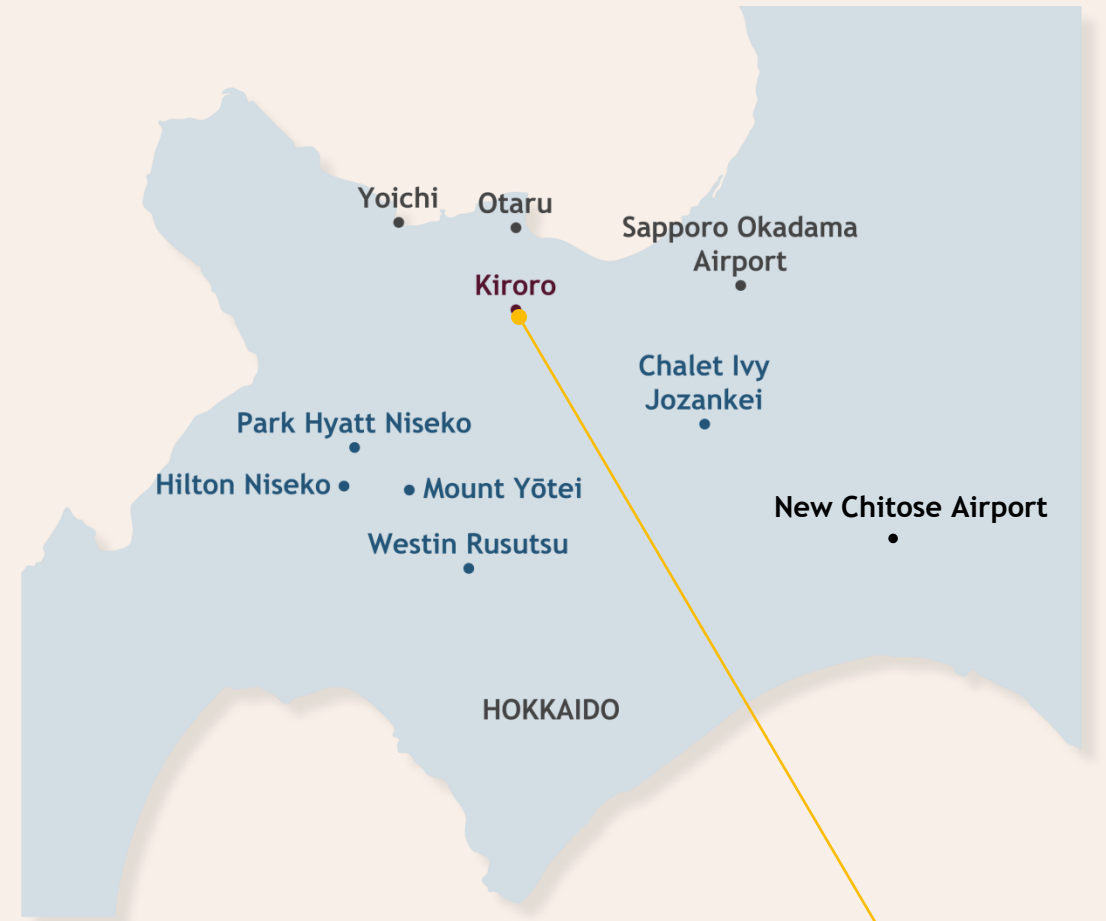 Yoichi
Otaru
Sapporo Okadama
Airport
Kiroro
Chalet Ivy
Jozankei
Park Hyatt Niseko
Hilton Niseko
Mount Yōtei
New Chitose Airport
Westin Rusutsu
HOKKAIDO